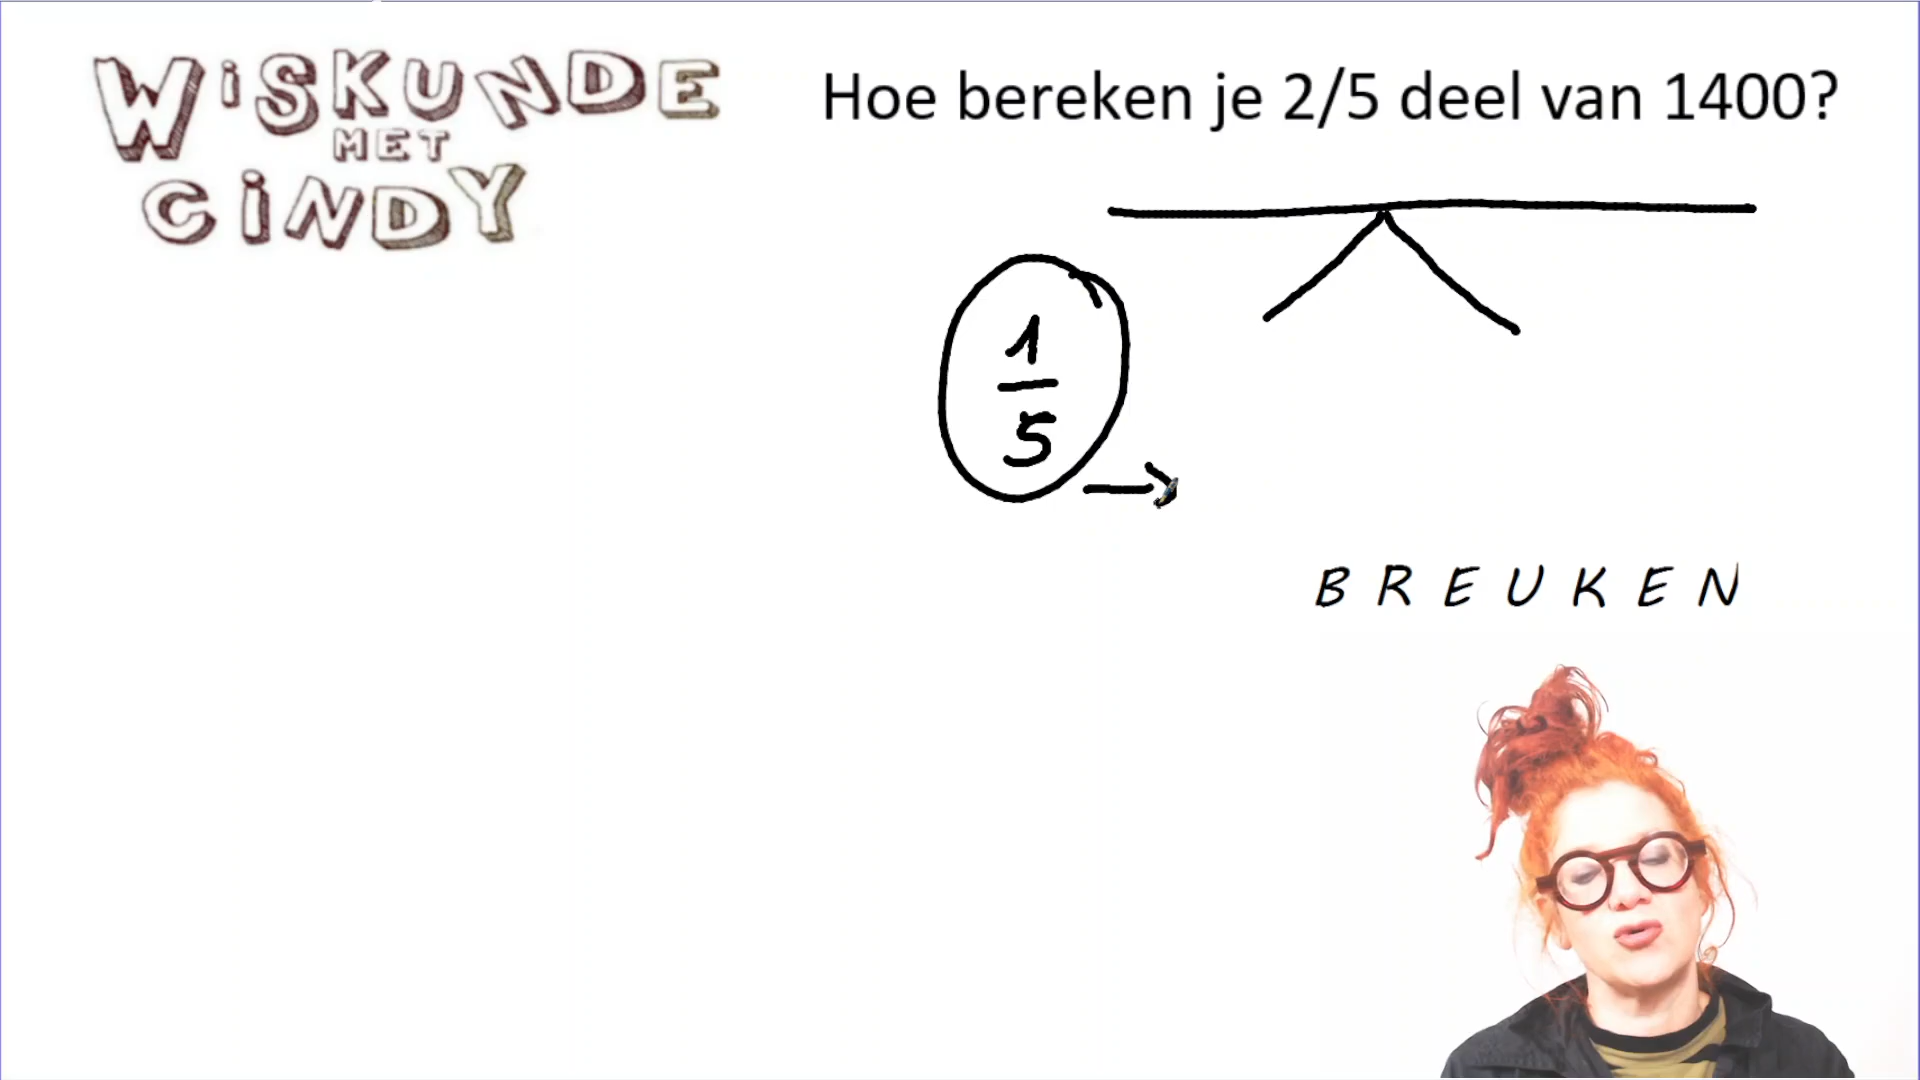 WiSKUNDE
MET
CiNDY
Hoe bereken je 2/5 deel van 1400?
1
5
BREUKEN